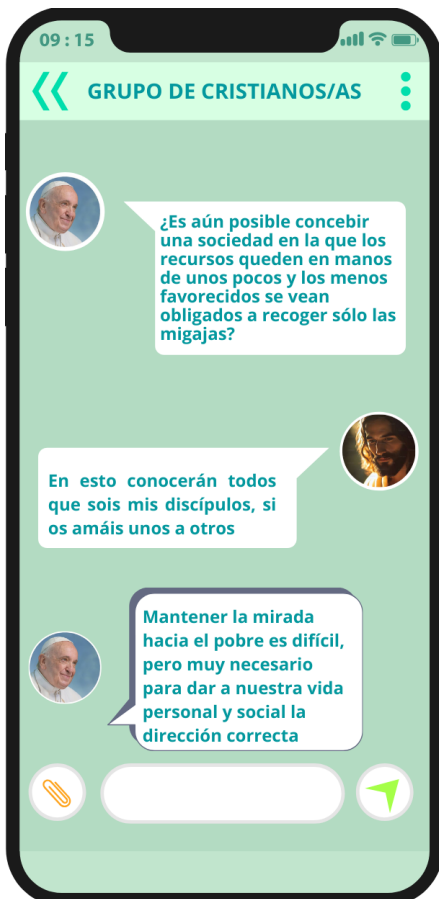 09 : 15
GRUPO DE CRISTIANOS/AS
¿Es aún posible concebir
una sociedad en la que los
recursos queden en manos
de unos pocos y los menos
favorecidos se vean
obligados a recoger sólo las
migajas?
En esto conocerán todos
que sois mis discípulos, si
os amáis unos a otros
Mantener la mirada
hacia el pobre es difícil,
pero muy necesario
para dar a nuestra vida
personal y social la
dirección correcta